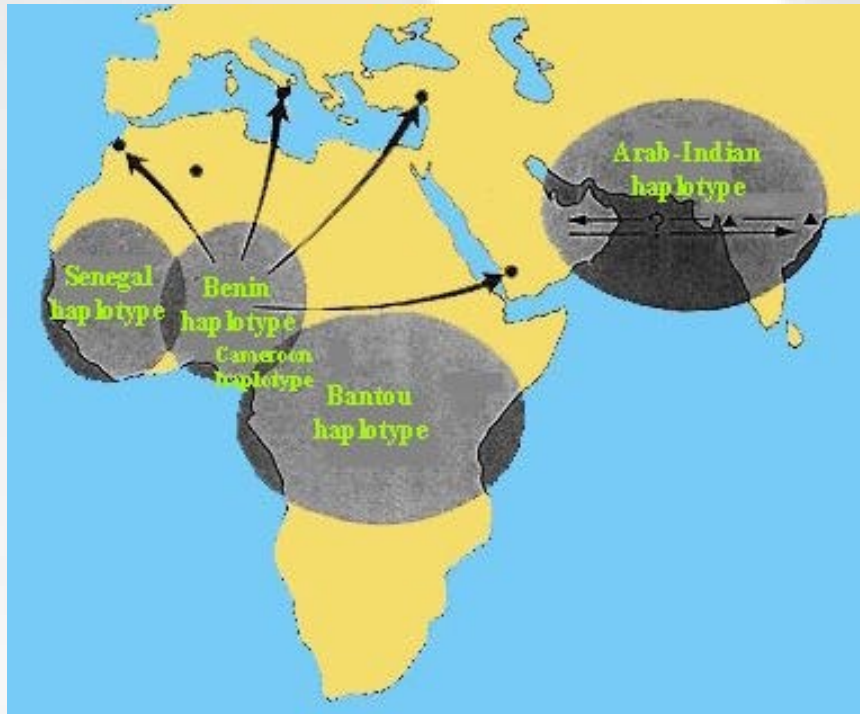 Arab-Indian
haplotype
?
Senegal
haplotype
Benin
haplotype
Cameroon
haplotype
Bantou
haplotype